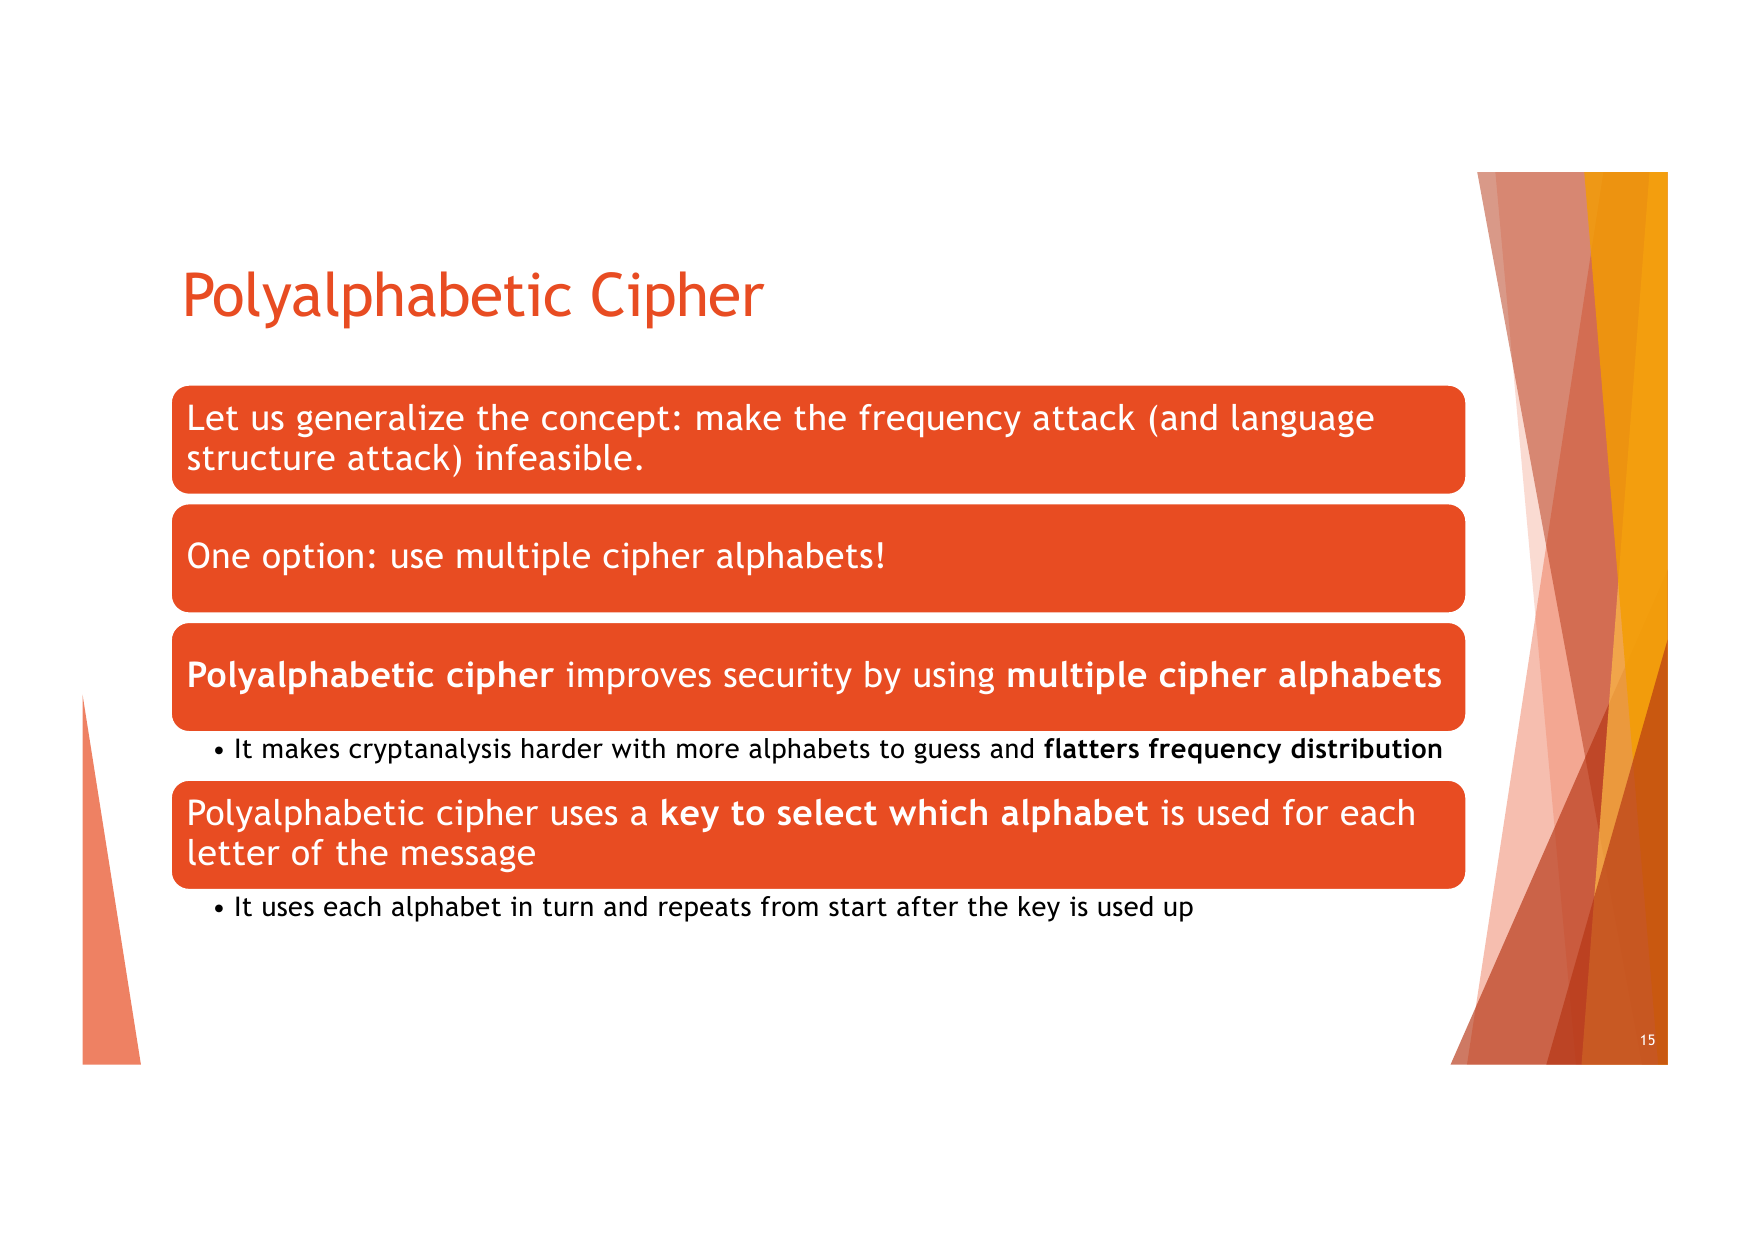 Polyalphabetic Cipher
Let us generalize the concept: make the frequency attack (and language
structure attack) infeasible.
One option: use multiple cipher alphabets!
Polyalphabetic cipher improves security by using multiple cipher alphabets
• It makes cryptanalysis harder with more alphabets to guess and flatters frequency distribution
Polyalphabetic cipher uses a key to select which alphabet is used for each
letter of the message
• It uses each alphabet in turn and repeats from start after the key is used up
15